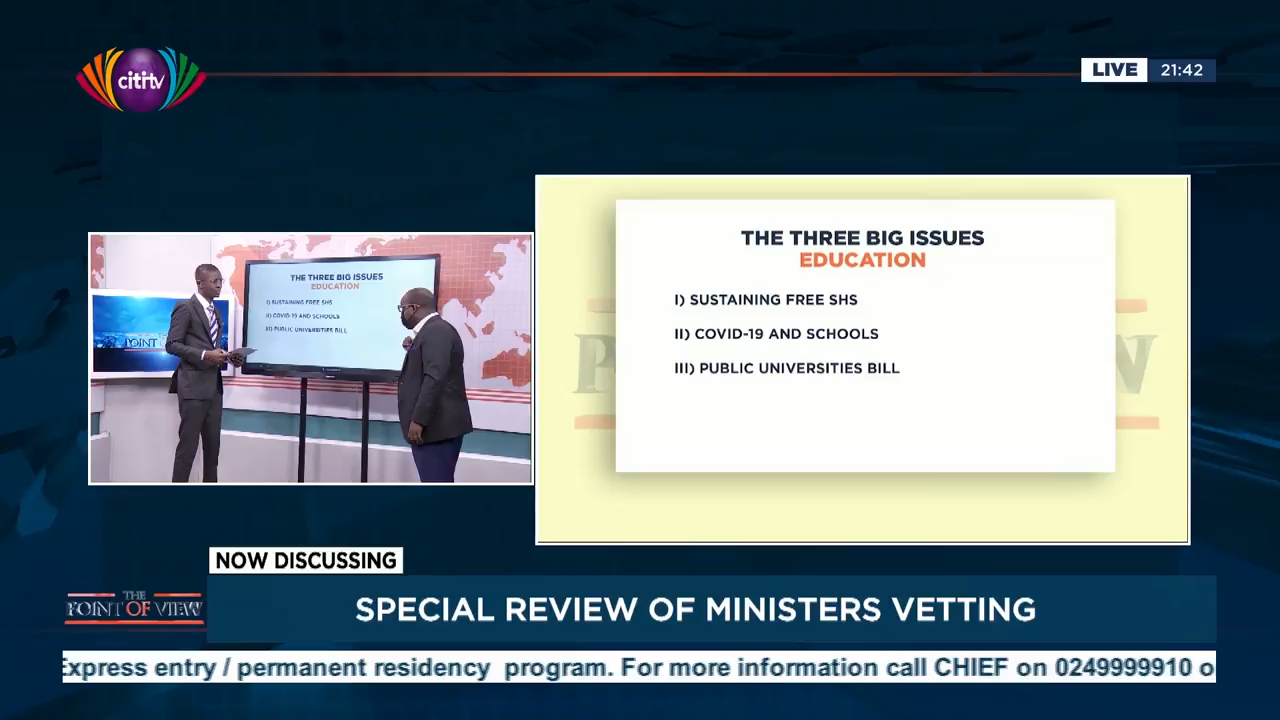 cititv
LIVE 21:42
THE THREE BIG ISSUES
EDUCATION
I) SUSTAINING FREE SHS
II) COVID-19 AND SCHOOLS
III) PUBLIC UNIVERSITIES BILL
POINT
THE THREE BIG ISSUES
EDUCATION
I) SUSTAINING FREE SHS
II) COVID-19 AND SCHOOLS
III) PUBLIC UNIVERSITIES BILL
VIEW
NOW DISCUSSING
THE
POINT OF VIEW
SPECIAL REVIEW OF MINISTERS VETTING
Express entry / permanent residency program. For more information call CHIEF on 0249999910 o